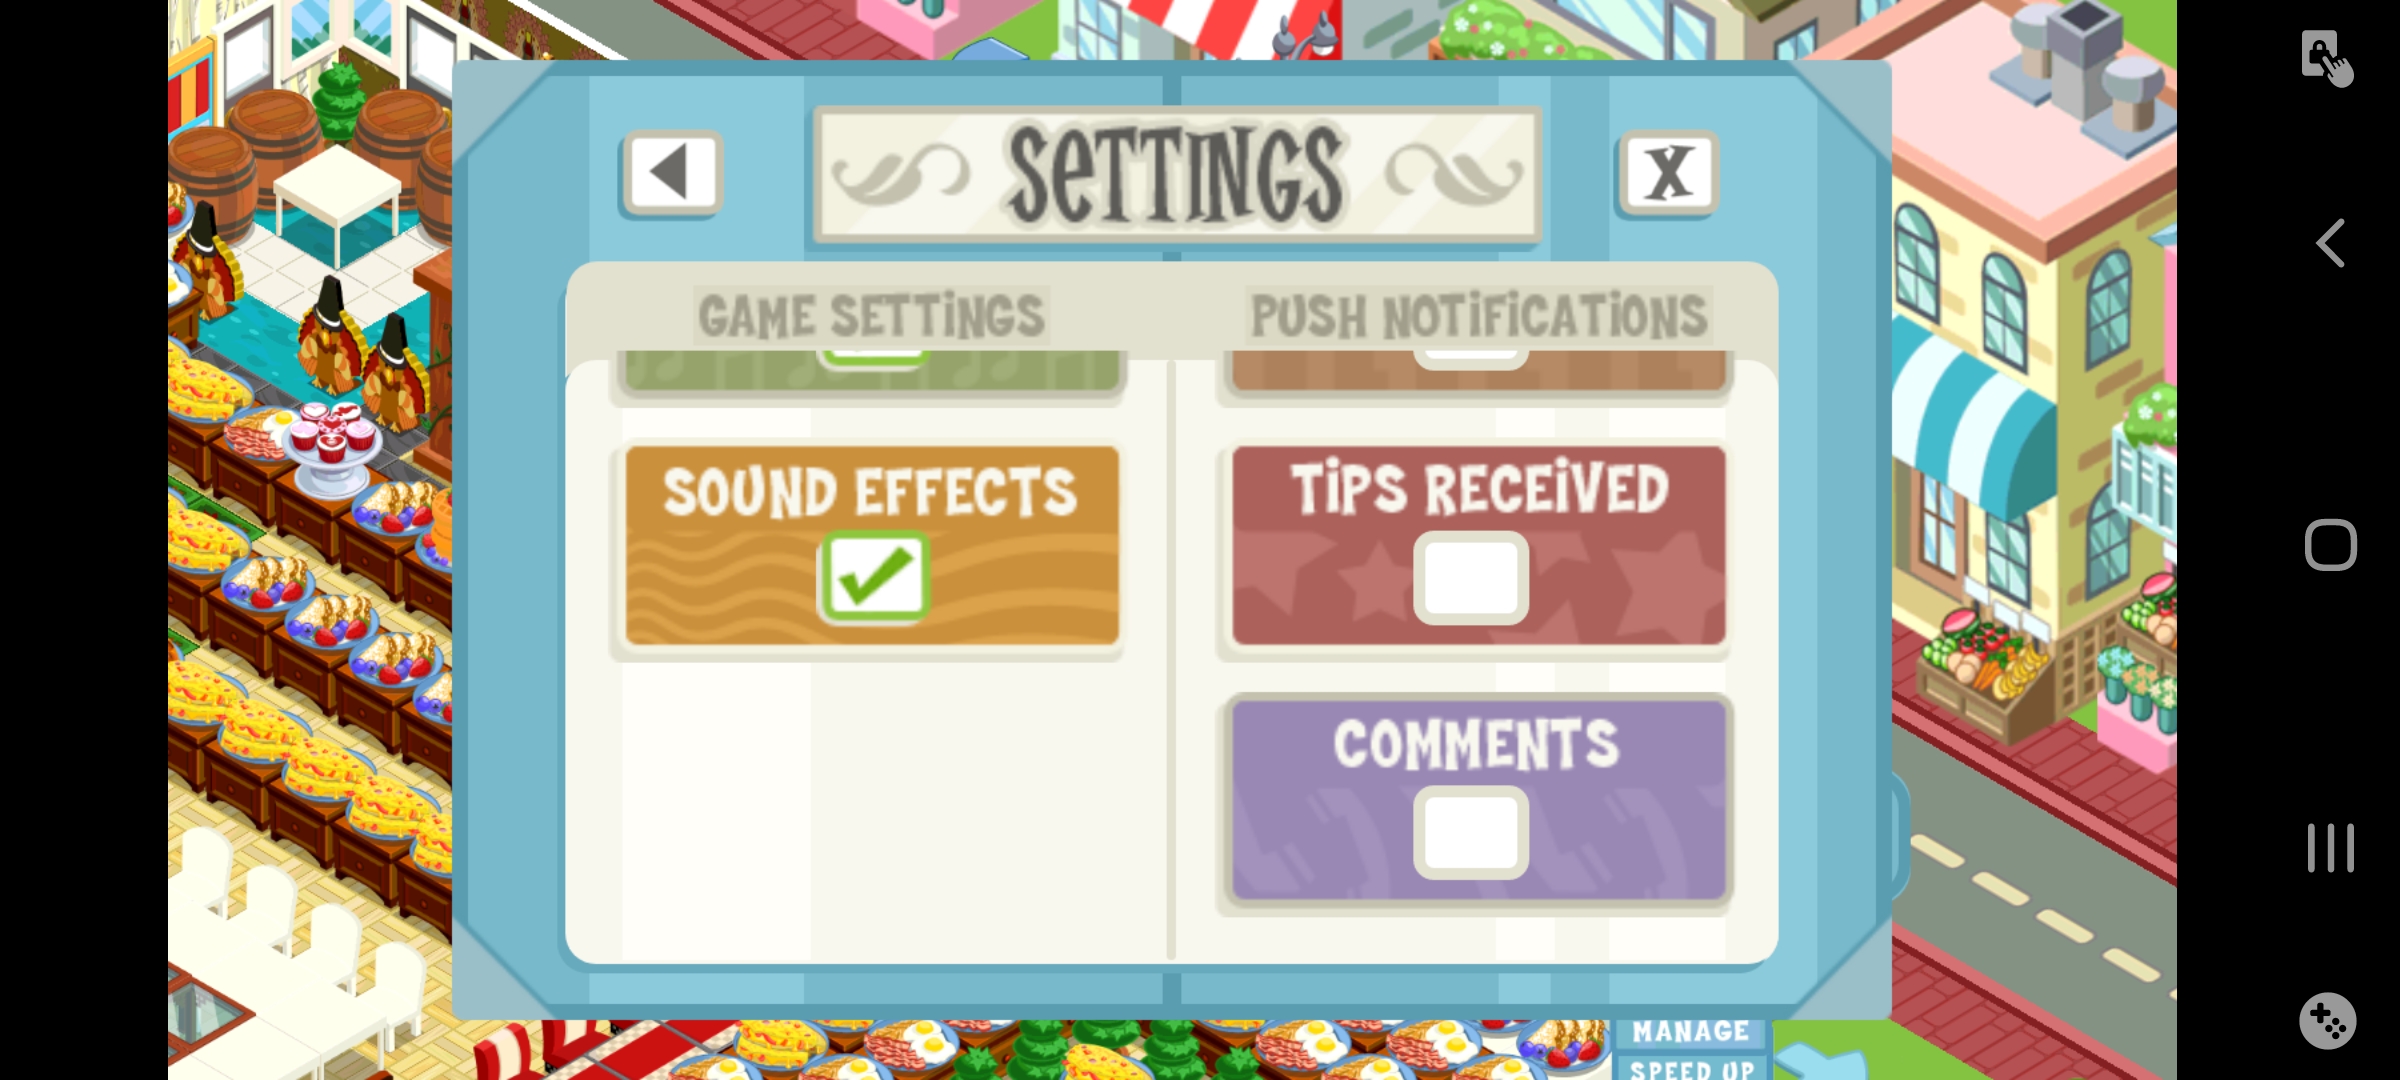 SETTINGS
X
GAME SETTINGS
PUSH NOTIFICATIONS
SOUND EFFECTS
TIPS RECEIVED
COMMENTS
MANAGE
SPEED UP